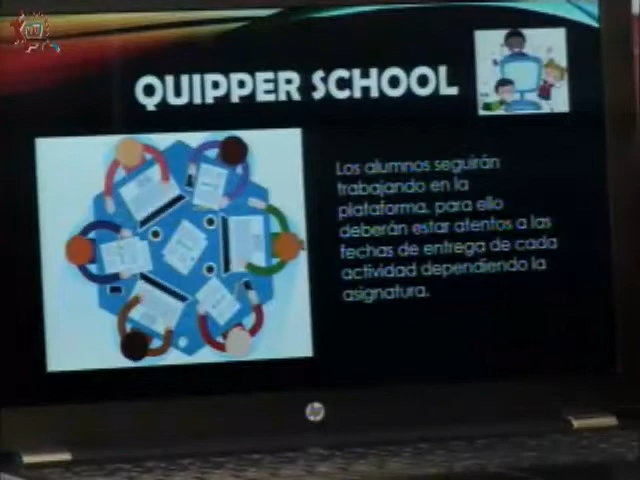 QUIPPER SCHOOL
Los alumnos seguirán
trabajando en la
plataforma, para ello
deberán estar atentos a las
fechas de entrega de cada
actividad dependiendo la
asignatura.
hp